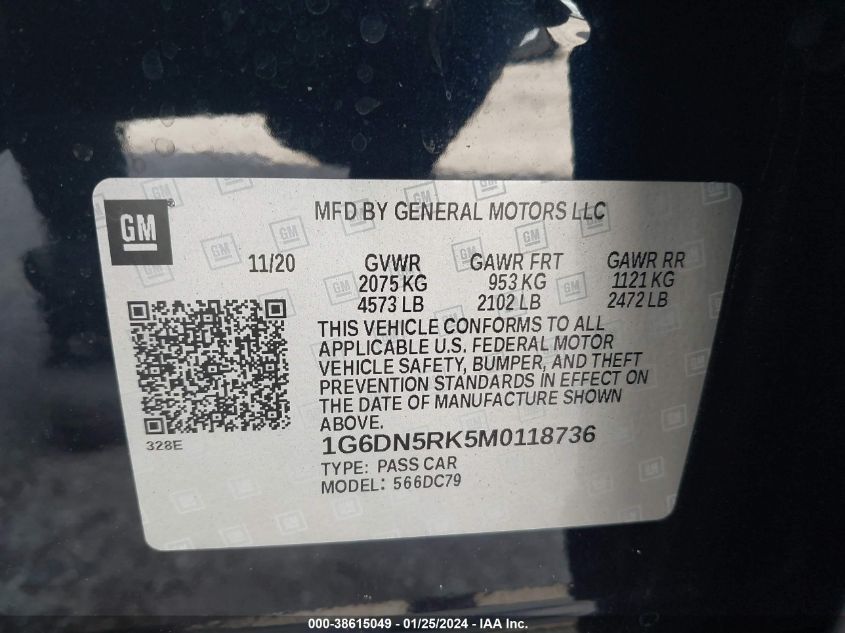 GM®
MFD BY GENERAL MOTORS LLC
11/20 GVWR GAWR FRT GAWR RR
2075 KG 953 KG 1121 KG
4573 LB 2102 LB 2472 LB
THIS VEHICLE CONFORMS TO ALL
APPLICABLE U.S. FEDERAL MOTOR
VEHICLE SAFETY, BUMPER, AND THEFT
PREVENTION STANDARDS IN EFFECT ON
THE DATE OF MANUFACTURE SHOWN
ABOVE.
328E
1G6DN5RK5M0118736
TYPE: PASS CAR
MODEL: 566DC79
000-38615049 - 01/25/2024 - IAA Inc.